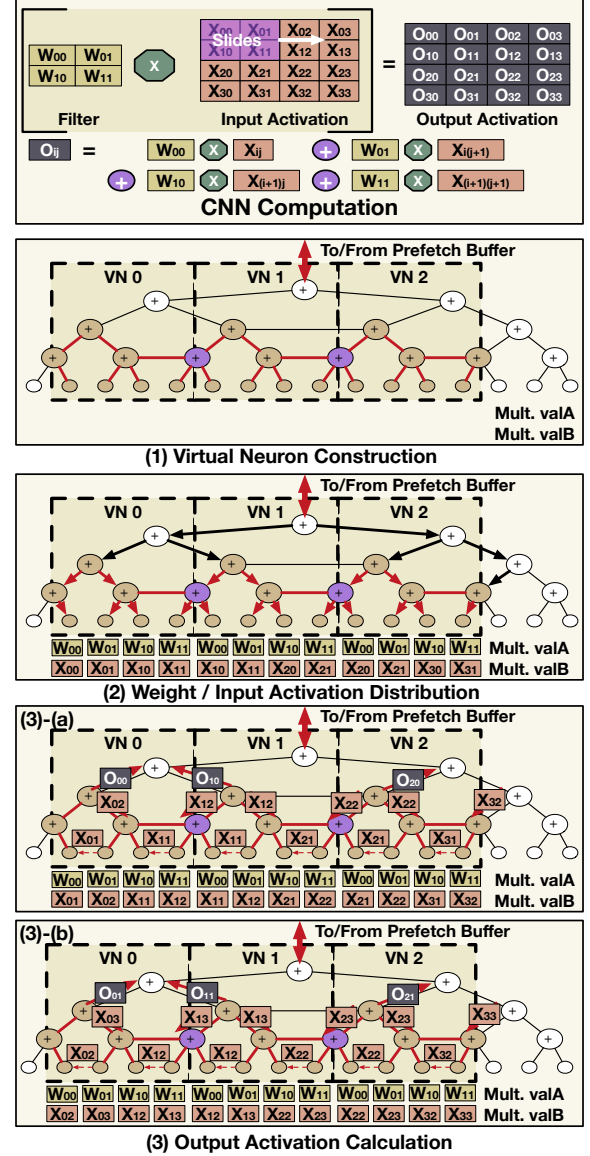 X00 X01 X02 X03
Slides
X10 X11 X12 X13
X20 X21 X22 X23
X30 X31 X32 X33
W00 W01
W10 W11
X
=
O00 O01 O02 O03
O10 O11 O12 O13
O20 O21 O22 O23
O30 O31 O32 O33
Filter Input Activation Output Activation
Oij = W00 X Xij + W01 X Xi(j+1)
+ W10 X X(i+1)j + W11 X X(i+1)(j+1)
CNN Computation
To/From Prefetch Buffer
VN 0 VN 1 VN 2
+
+ +
+ + + +
+ + + + + + + +
Mult. valA
Mult. valB
(1) Virtual Neuron Construction
To/From Prefetch Buffer
VN 0 VN 1 VN 2
+
+ +
+ + + +
+ + + + + + + +
W00 W01 W10 W11 W00 W01 W10 W11 W00 W01 W10 W11 Mult. valA
X00 X01 X10 X11 X10 X11 X20 X21 X20 X21 X30 X31 Mult. valB
(2) Weight / Input Activation Distribution
(3)-(a)
To/From Prefetch Buffer
VN 0 VN 1 VN 2
+
O00 + O10 O20 +
+ X02 X12 + X12 X22 + X22 X32 +
+ + + + + + + +
X01 X11 X11 X21 X21 X31
W00 W01 W10 W11 W00 W01 W10 W11 W00 W01 W10 W11 Mult. valA
X01 X02 X11 X12 X11 X12 X21 X22 X21 X22 X31 X32 Mult. valB
(3)-(b)
To/From Prefetch Buffer
VN 0 VN 1 VN 2
+
O01 + O11 O21 +
+ X03 X13 + X13 X23 + X23 X33 +
+ + + + + + + +
X02 X12 X12 X22 X22 X32
W00 W01 W10 W11 W00 W01 W10 W11 W00 W01 W10 W11 Mult. valA
X02 X03 X12 X13 X12 X13 X22 X23 X22 X23 X32 X33 Mult. valB
(3) Output Activation Calculation